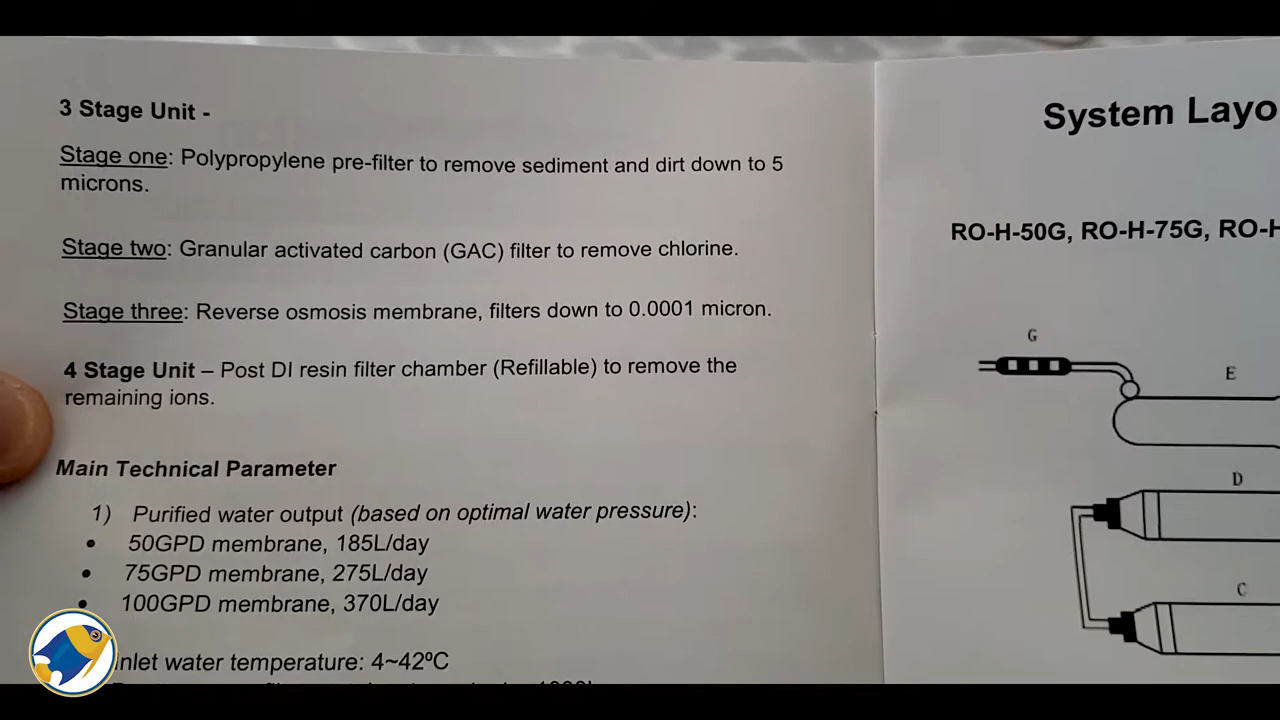 3 Stage Unit -
Stage one: Polypropylene pre-filter to remove sediment and dirt down to 5
microns.
Stage two: Granular activated carbon (GAC) filter to remove chlorine.
Stage three: Reverse osmosis membrane, filters down to 0.0001 micron.
4 Stage Unit – Post DI resin filter chamber (Refillable) to remove the
remaining ions.
Main Technical Parameter
1) Purified water output (based on optimal water pressure):
• 50GPD membrane, 185L/day
• 75GPD membrane, 275L/day
• 100GPD membrane, 370L/day
Inlet water temperature: 4~42ºC
System Layo
RO-H-50G, RO-H-75G, RO-H
G
E
D
C